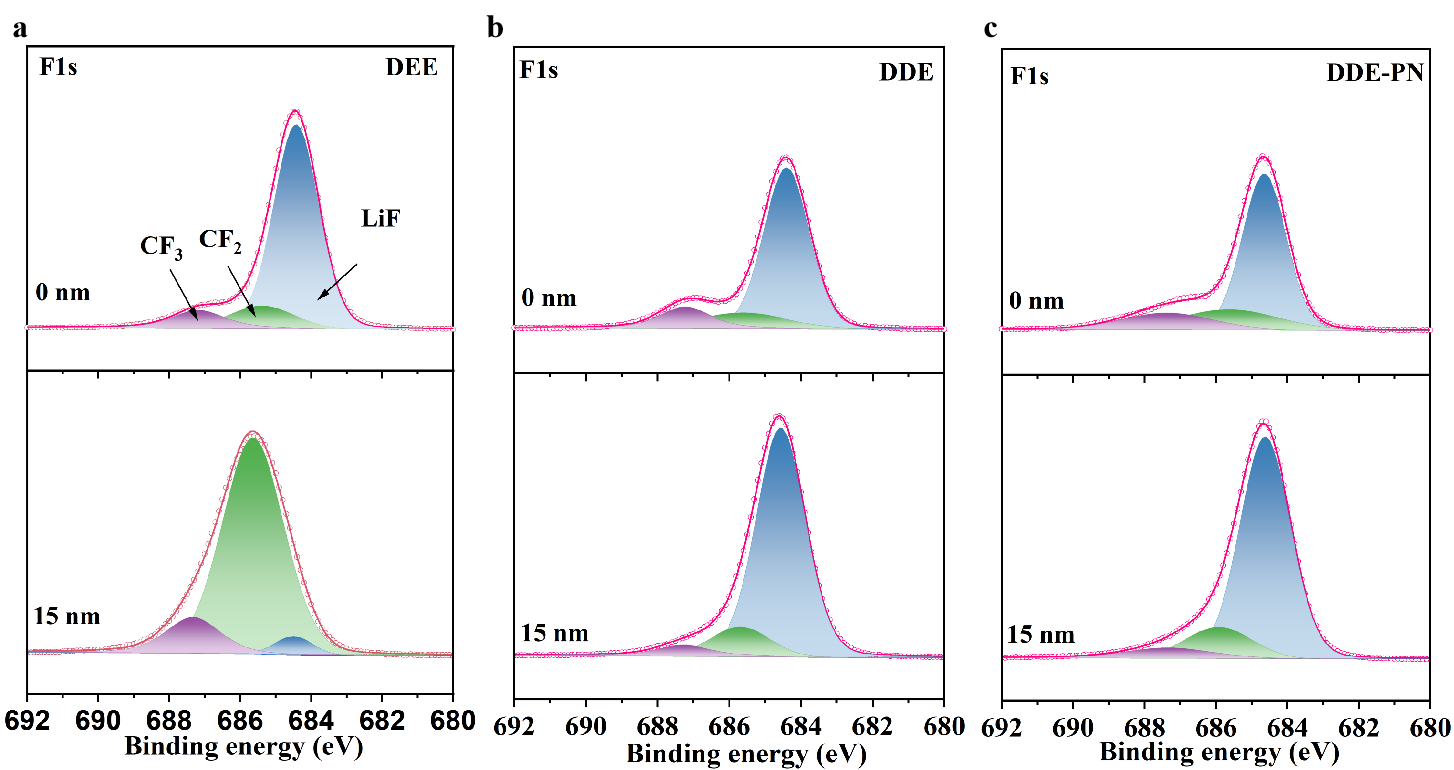 a
F1s
DEE
CF3
CF2
LiF
0 nm
15 nm
692 690 688 686 684 682 680
Binding energy (eV)
b
F1s
DDE
0 nm
15 nm
692 690 688 686 684 682 680
Binding energy (eV)
c
F1s
DDE-PN
0 nm
15 nm
692 690 688 686 684 682 680
Binding energy (eV)